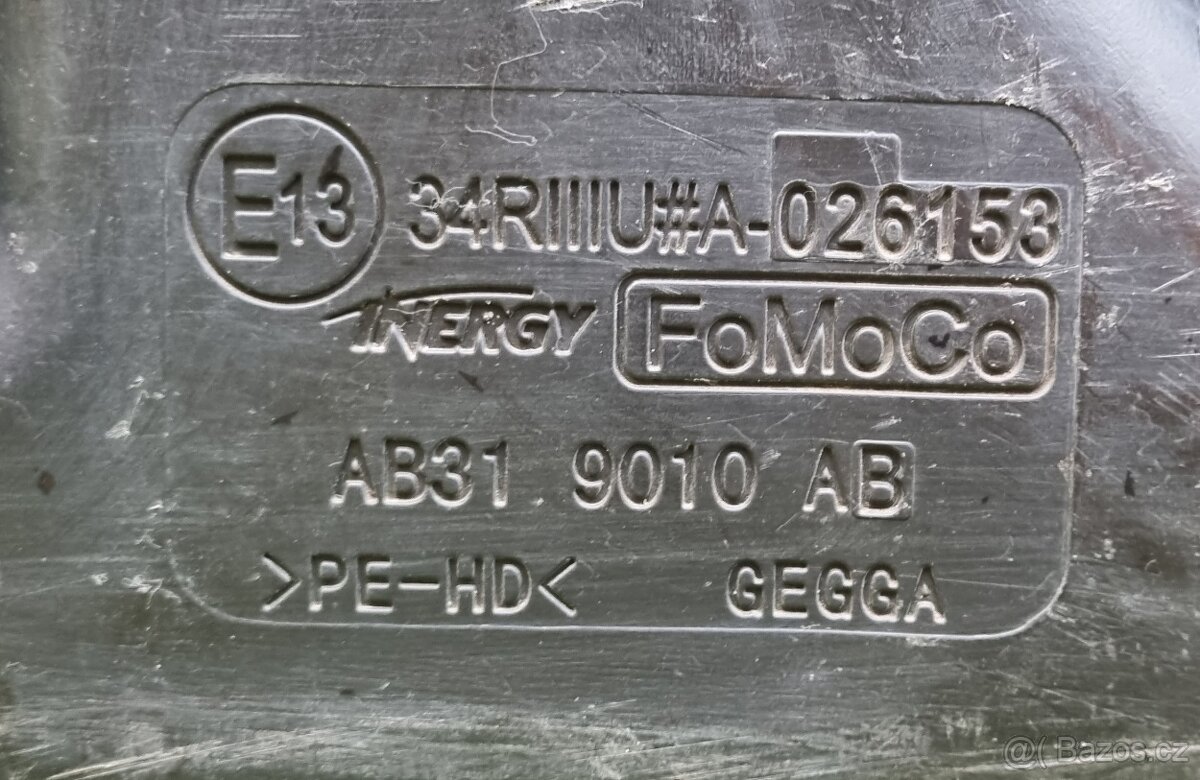 E13 34RIIIU#A-026153
INERGY FoMoCo
AB31 9010 AB
>PE-HD< GEGGA
@( Bazos.cz